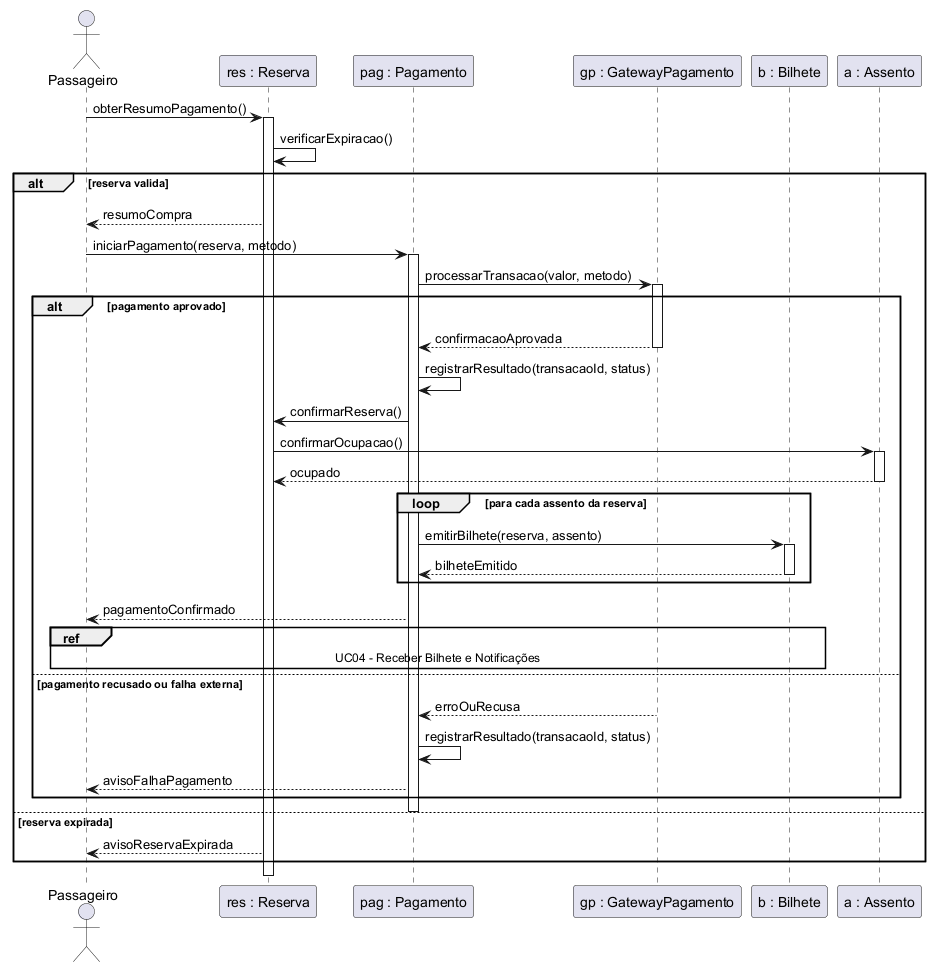 Passageiro
res : Reserva
pag : Pagamento
gp : GatewayPagamento
b : Bilhete
a : Assento
obterResumoPagamento()
verificarExpiracao()
alt
[reserva valida]
resumoCompra
iniciarPagamento(reserva, metodo)
processarTransacao(valor, metodo)
alt
[pagamento aprovado]
confirmacaoAprovada
registrarResultado(transacaoId, status)
confirmarReserva()
confirmarOcupacao()
ocupado
loop
[para cada assento da reserva]
emitirBilhete(reserva, assento)
bilheteEmitido
pagamentoConfirmado
ref
UC04 - Receber Bilhete e Notificações
[pagamento recusado ou falha externa]
erroOuRecusa
registrarResultado(transacaoId, status)
avisoFalhaPagamento
[reserva expirada]
avisoReservaExpirada
Passageiro
res : Reserva
pag : Pagamento
gp : GatewayPagamento
b : Bilhete
a : Assento